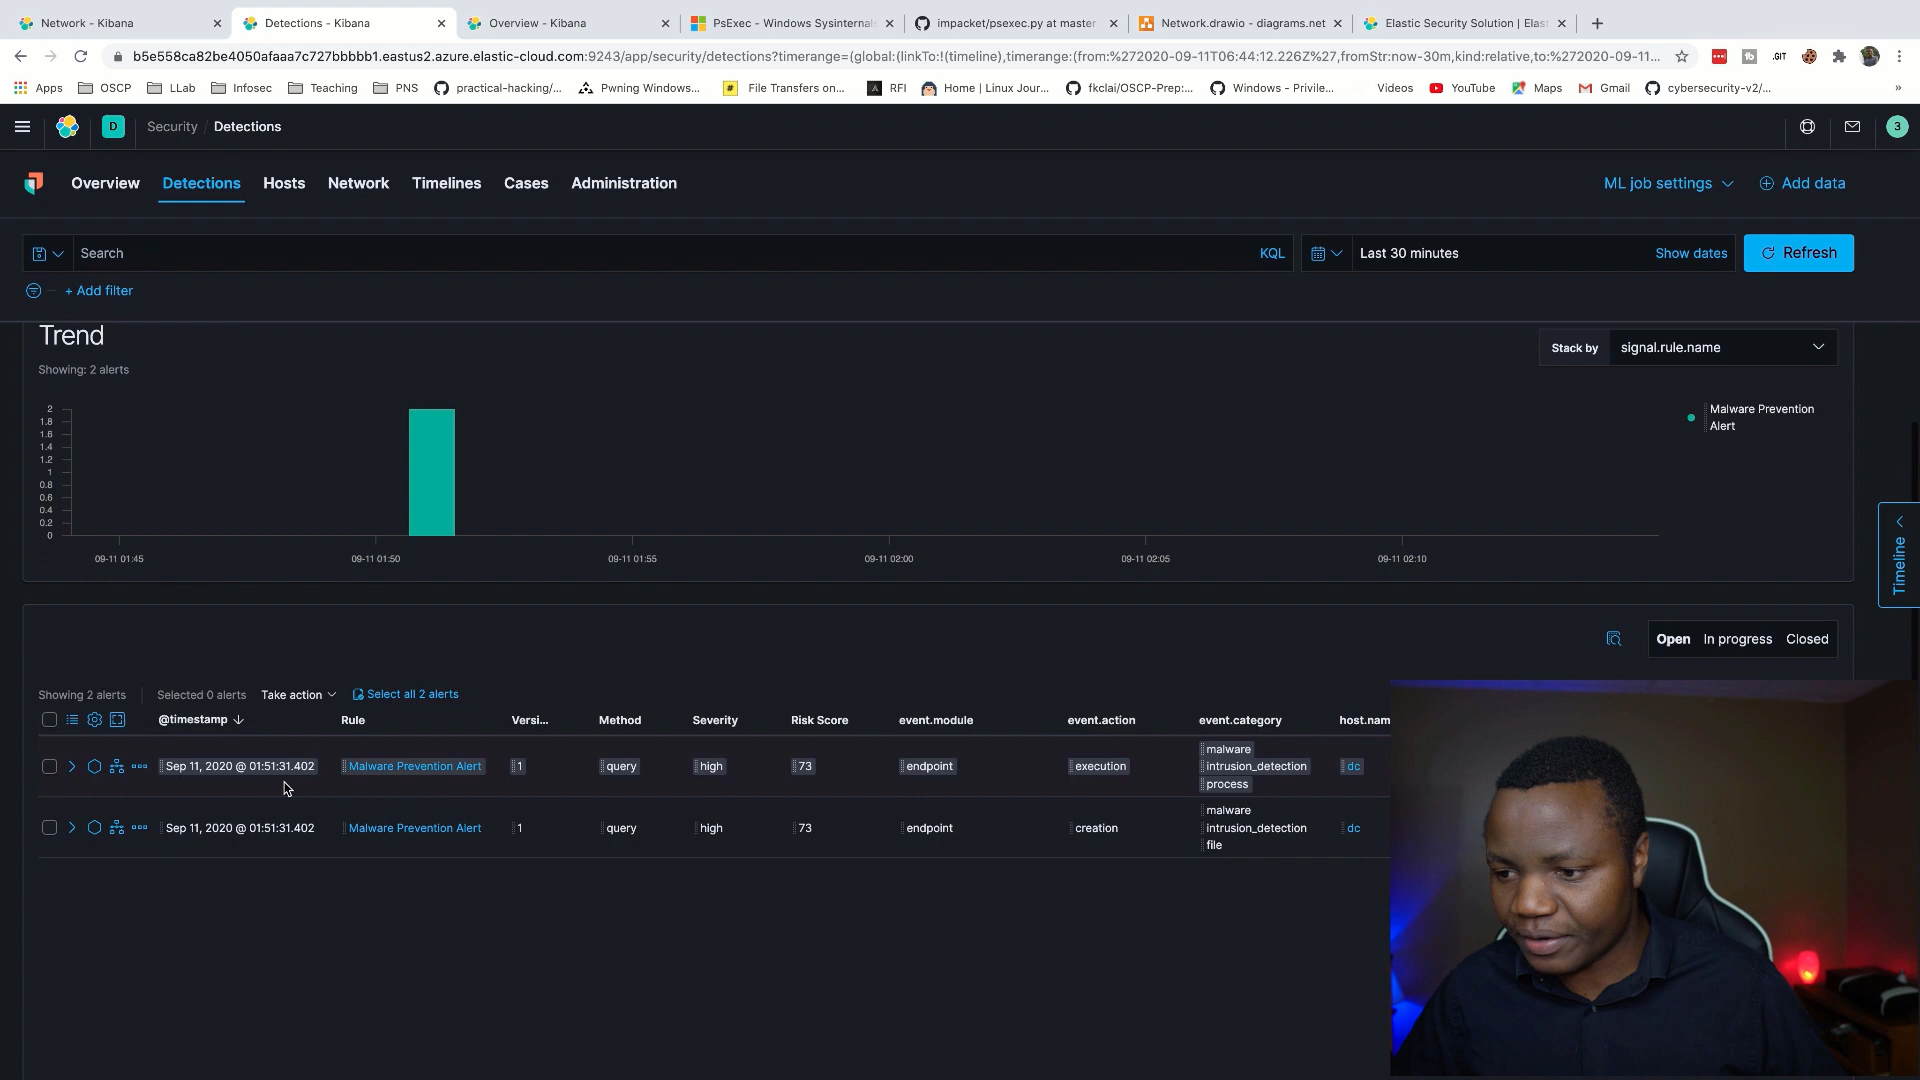 Network - Kibana
Detections - Kibana
Overview - Kibana
PsExec - Windows Sysinternal
impacket/psexec.py at master
Network.drawio - diagrams.net
Elastic Security Solution | Elast
b5e558ca82be4050afaaa7c727bbbbb1.eastus2.azure.elastic-cloud.com:9243/app/security/detections?timerange=(global:(linkTo:!(timeline),timerange:(from:%272020-09-11T06:44:12.226Z%27,fromStr:now-30m,kind:relative,to:%272020-09-11...
.GIT
Apps OSCP LLab Infosec Teaching PNS practical-hacking/... Pwning Windows... File Transfers on... RFI Home | Linux Jour... fkclai/OSCP-Prep:... Windows - Privile... Videos YouTube Maps Gmail cybersecurity-v2/... »
D Security / Detections 3
Overview Detections Hosts Network Timelines Cases Administration ML job settings Add data
Search KQL Last 30 minutes Show dates Refresh
+ Add filter
Trend
Stack by signal.rule.name
Showing: 2 alerts
2
1.8
1.6
1.4
1.2
1
0.8
0.6
0.4
0.2
0
Malware Prevention
Alert
09-11 01:45 09-11 01:50 09-11 01:55 09-11 02:00 09-11 02:05 09-11 02:10
Timeline
Open In progress Closed
Showing 2 alerts Selected 0 alerts Take action Select all 2 alerts
@timestamp Rule Versi... Method Severity Risk Score event.module event.action event.category host.nam
Sep 11, 2020 @ 01:51:31.402 Malware Prevention Alert 1 query high 73 endpoint execution malware intrusion_detection process dc
Sep 11, 2020 @ 01:51:31.402 Malware Prevention Alert 1 query high 73 endpoint creation malware intrusion_detection file dc